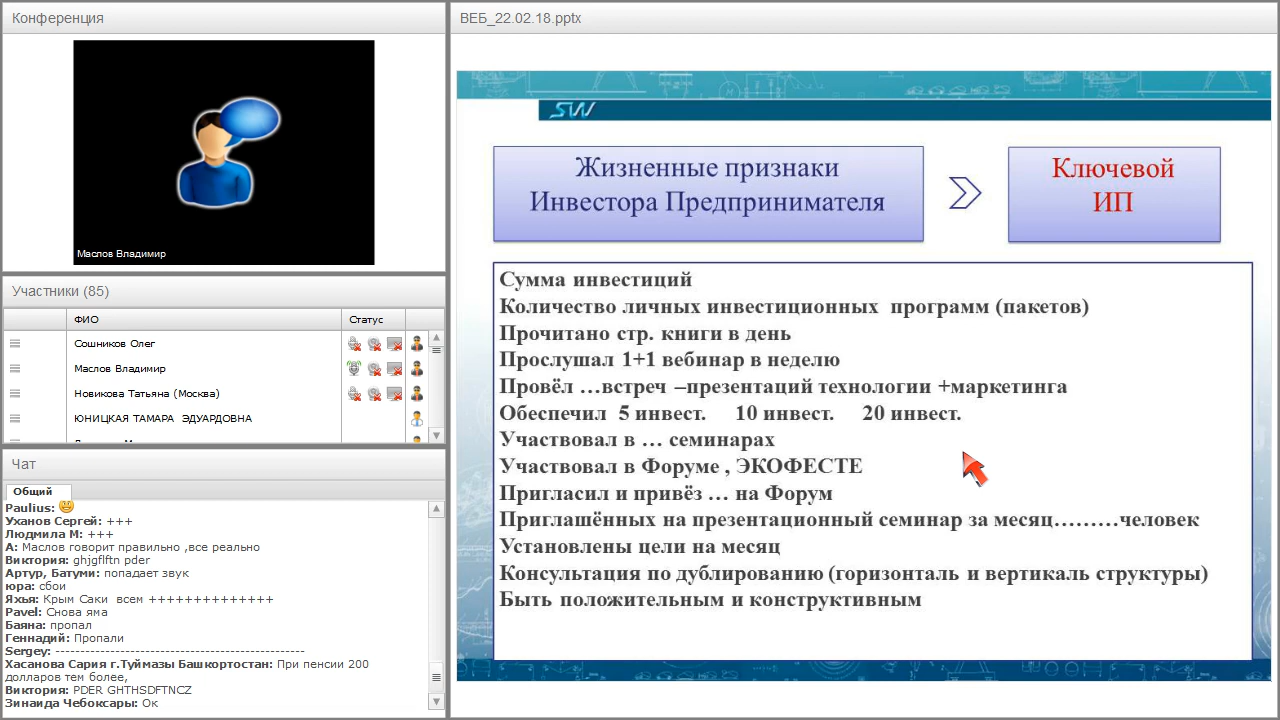 Конференция
Маслов Владимир
Участники (85)
ФИО
Статус
Сошников Олег
Маслов Владимир
Новикова Татьяна (Москва)
ЮНИЦКАЯ ТАМАРА ЭДУАРДОВНА
Чат
Общий
Paulius:
Уханов Сергей: +++
Людмила М: +++
А: Маслов говорит правильно ,все реально
Виктория: ghjgflftn pder
Артур, Батуми: попадает звук
юра: сбои
Яхья: Крым Саки всем ++++++++++++++
Pavel: Снова яма
Баяна: пропал
Геннадий: Пропали
Sergey: --------------------------------------------------
Хасанова Сария г.Туймазы Башкортостан: При пенсии 200
долларов тем более,
Виктория: PDER GHTHSDFTNCZ
Зинаида Чебоксары: Ок
ВЕБ_22.02.18.pptx
SW
Жизненные признаки
Инвестора Предпринимателя
Ключевой
ИП
Сумма инвестиций
Количество личных инвестиционных программ (пакетов)
Прочитано стр. книги в день
Прослушал 1+1 вебинар в неделю
Провёл …встреч –презентаций технологии +маркетинга
Обеспечил 5 инвест. 10 инвест. 20 инвест.
Участвовал в … семинарах
Участвовал в Форуме , ЭКОФЕСТЕ
Пригласил и привёз … на Форум
Приглашённых на презентационный семинар за месяц………человек
Установлены цели на месяц
Консультация по дублированию (горизонталь и вертикаль структуры)
Быть положительным и конструктивным